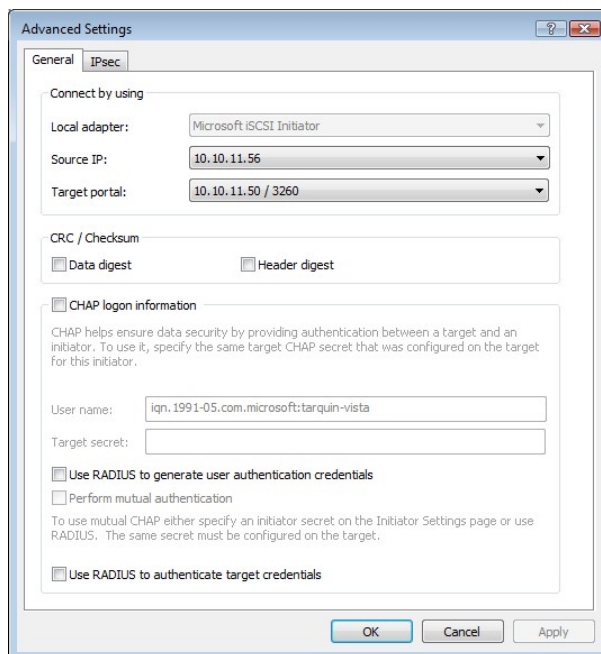 Advanced Settings
General IPsec
Connect by using
Local adapter: Microsoft iSCSI Initiator
Source IP: 10.10.11.56
Target portal: 10.10.11.50 / 3260
CRC / Checksum
Data digest Header digest
CHAP logon information
CHAP helps ensure data security by providing authentication between a target and an
initiator. To use it, specify the same target CHAP secret that was configured on the target
for this initiator.
User name: iqn.1991-05.com.microsoft:tarquin-vista
Target secret:
Use RADIUS to generate user authentication credentials
Perform mutual authentication
To use mutual CHAP either specify an initiator secret on the Initiator Settings page or use
RADIUS. The same secret must be configured on the target.
Use RADIUS to authenticate target credentials
OK Cancel Apply